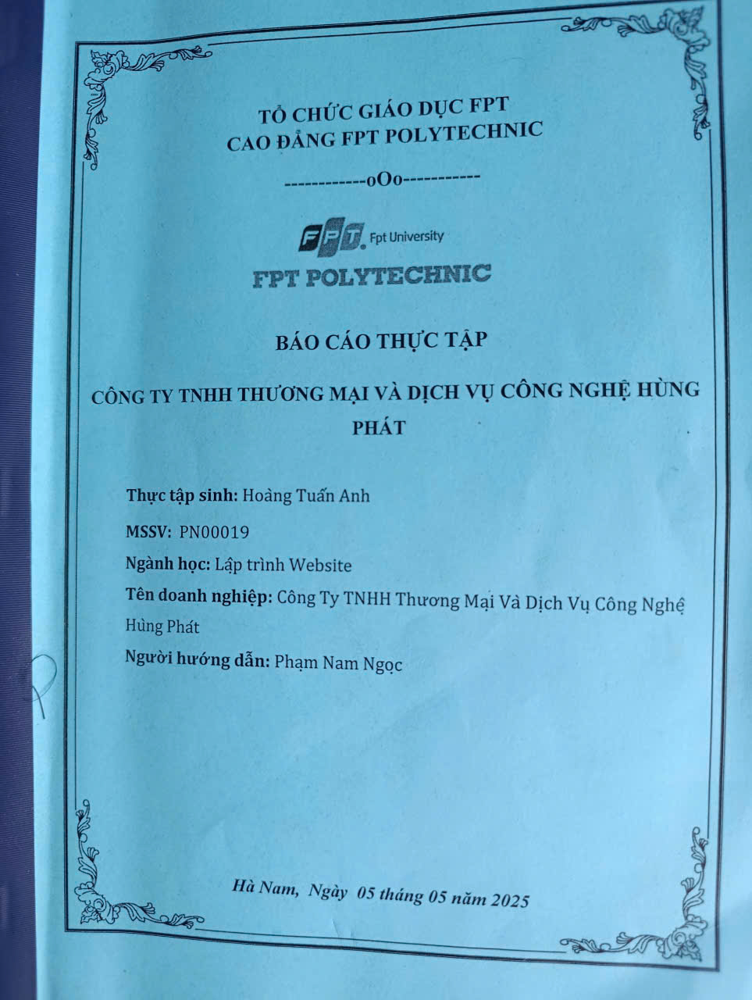 TỔ CHỨC GIÁO DỤC FPT
CAO ĐẲNG FPT POLYTECHNIC
------------oOo-----------
FPT. Fpt University
FPT POLYTECHNIC
BÁO CÁO THỰC TẬP
CÔNG TY TNHH THƯƠNG MẠI VÀ DỊCH VỤ CÔNG NGHỆ HÙNG
PHÁT
Thực tập sinh: Hoàng Tuấn Anh
MSSV: PN00019
Ngành học: Lập trình Website
Tên doanh nghiệp: Công Ty TNHH Thương Mại Và Dịch Vụ Công Nghệ
Hùng Phát
Người hướng dẫn: Phạm Nam Ngọc
Hà Nam, Ngày 05 tháng 05 năm 2025